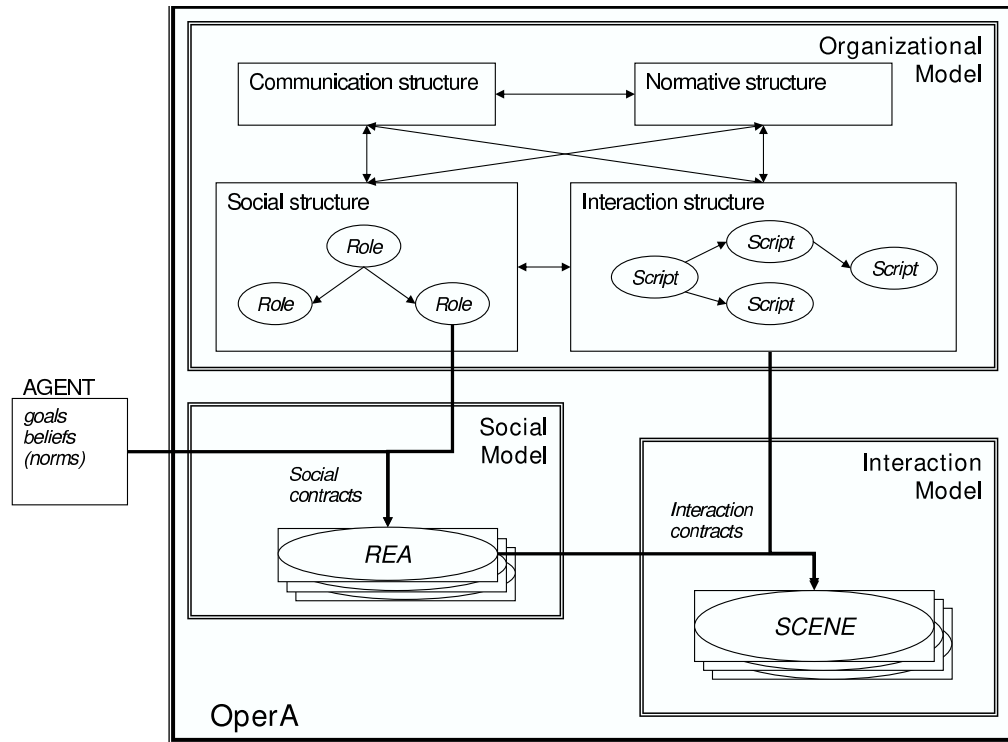 Organizational
Model
Communication structure
Normative structure
Social structure
Interaction structure
Role
Role
Role
Script
Script
Script
Script
AGENT
goals
beliefs
(norms)
Social
Model
Social
contracts
REA
Interaction
Model
Interaction
contracts
SCENE
OperA